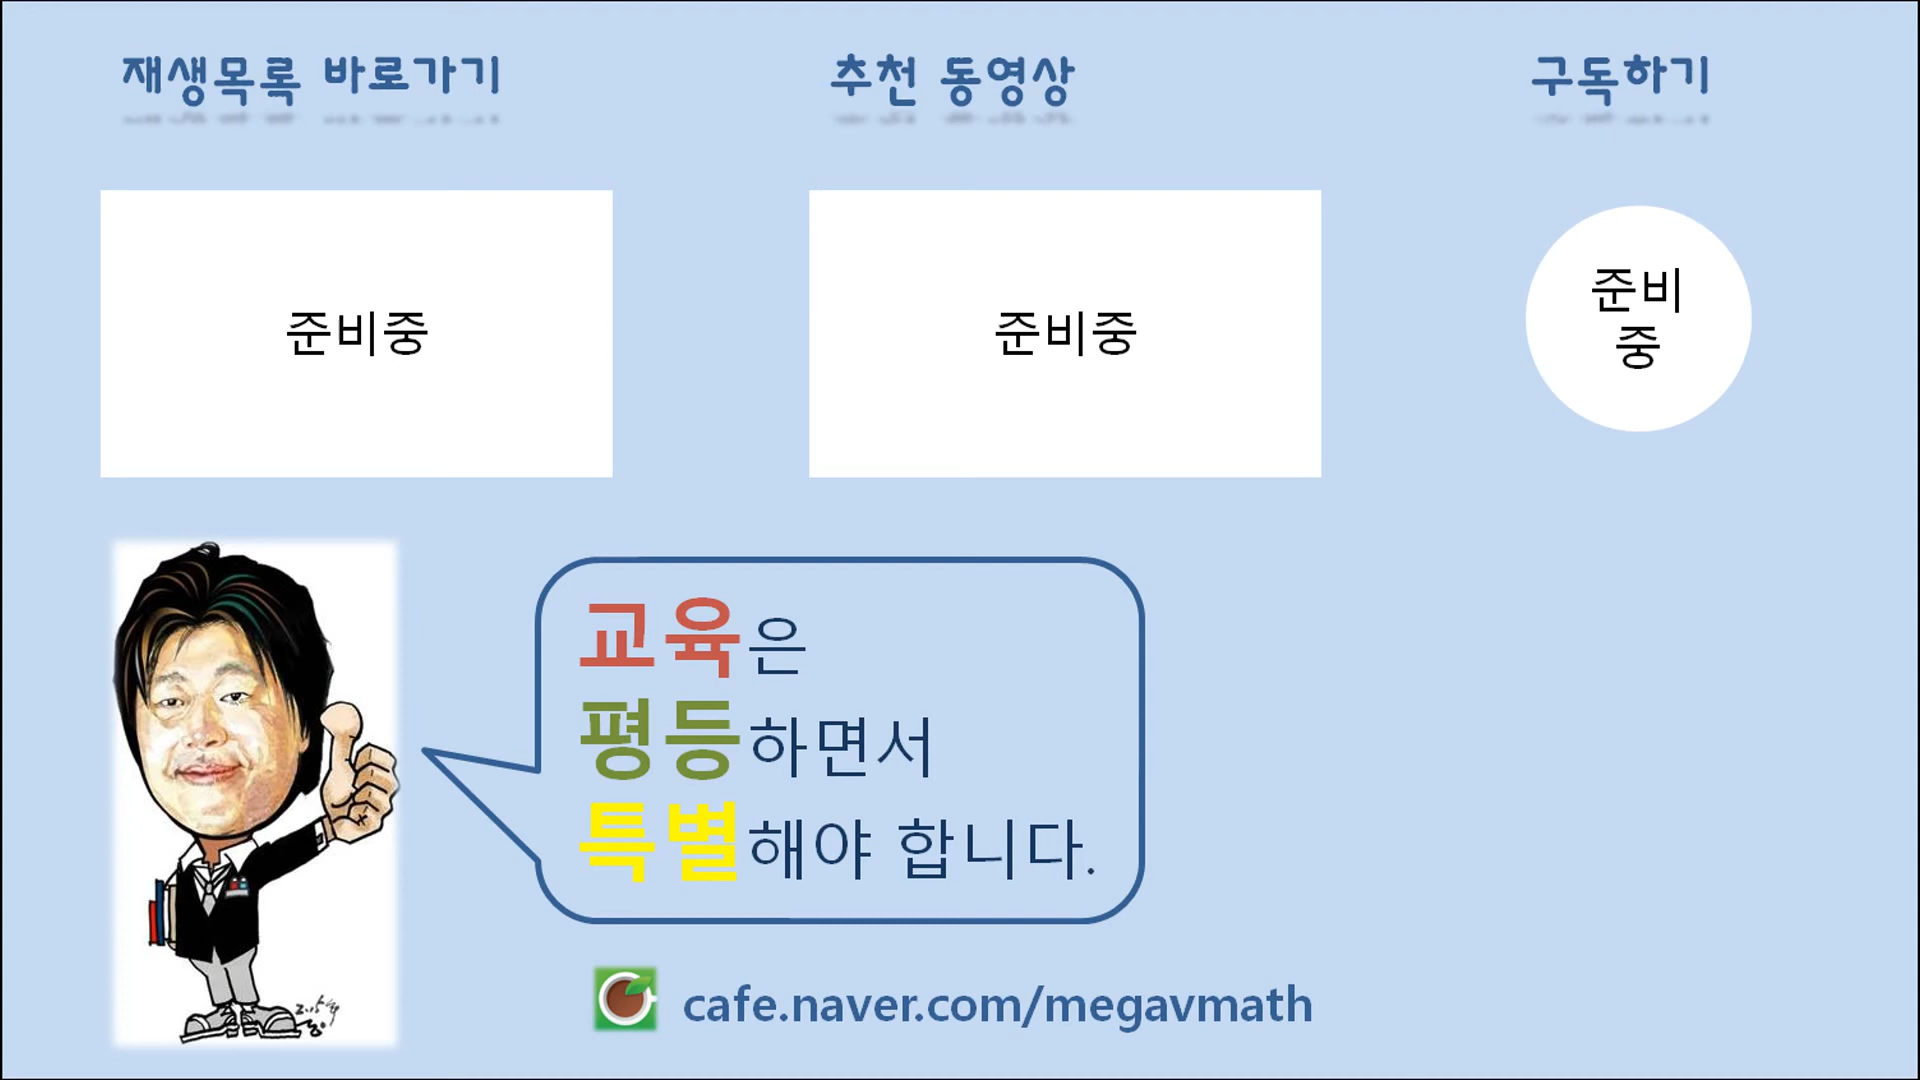 재생목록 바로가기
추천 동영상
구독하기
준비중
준비중
준비
중
교육은
평등하면서
특별해야 합니다.
cafe.naver.com/megavmath